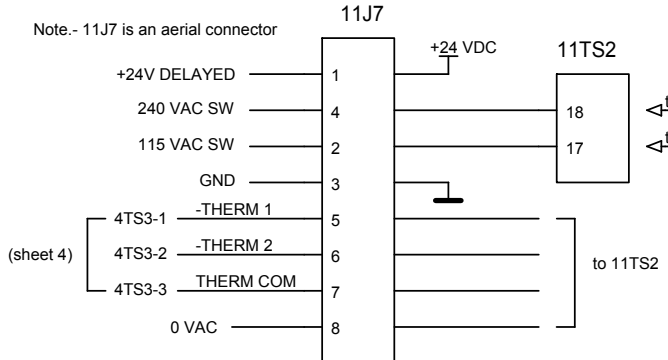 11J7
Note.- 11J7 is an aerial connector
+24 VDC
11TS2
+24V DELAYED 1
240 VAC SW 4 18 t
115 VAC SW 2 17 t
GND 3
4TS3-1 -THERM 1 5
(sheet 4) 4TS3-2 -THERM 2 6 to 11TS2
4TS3-3 THERM COM 7
0 VAC 8